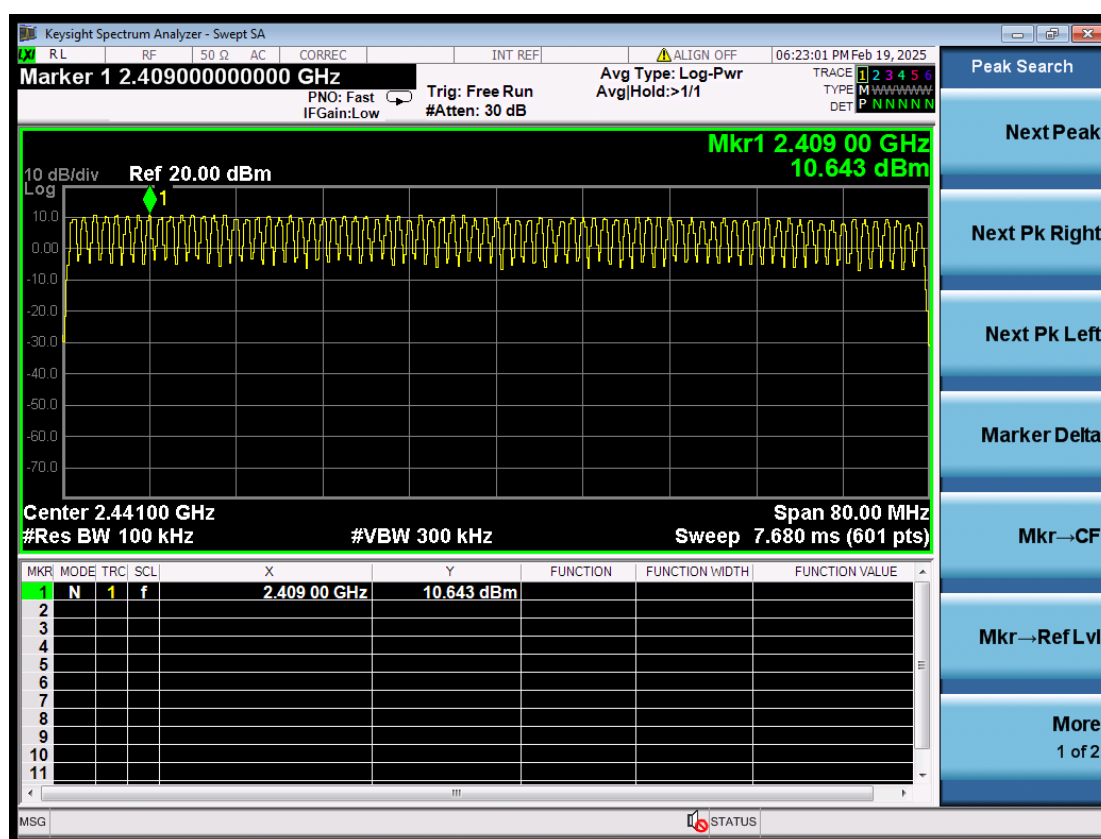 Keysight Spectrum Analyzer - Swept SA
LXI RL RF 50 Ω AC CORREC INT REF ALIGN OFF 06:23:01 PM Feb 19, 2025
Marker 1 2.409000000000 GHz
PNO: Fast
IFGain:Low
Trig: Free Run
#Atten: 30 dB
Avg Type: Log-Pwr
Avg|Hold:>1/1
TRACE 1 2 3 4 5 6
TYPE M WWWWW
DET P N N N N N
Mkr1 2.409 00 GHz
10.643 dBm
10 dB/div Ref 20.00 dBm
Log
1
10.0
0.00
-10.0
-20.0
-30.0
-40.0
-50.0
-60.0
-70.0
Center 2.44100 GHz Span 80.00 MHz
#Res BW 100 kHz #VBW 300 kHz Sweep 7.680 ms (601 pts)
MKR MODE TRC SCL X Y FUNCTION FUNCTION WIDTH FUNCTION VALUE
1 N 1 f 2.409 00 GHz 10.643 dBm
2
3
4
5
6
7
8
9
10
11
MSG STATUS
Peak Search
Next Peak
Next Pk Right
Next Pk Left
Marker Delta
Mkr→CF
Mkr→Ref Lvl
More
1 of 2